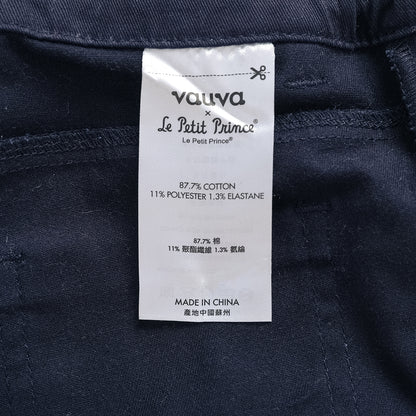 vauva
×
Le Petit Prince®
Le Petit Prince®
87.7% COTTON
11% POLYESTER 1.3% ELASTANE
87.7% 棉
11% 聚酯纖維 1.3% 氨綸
MADE IN CHINA
產地中國蘇州